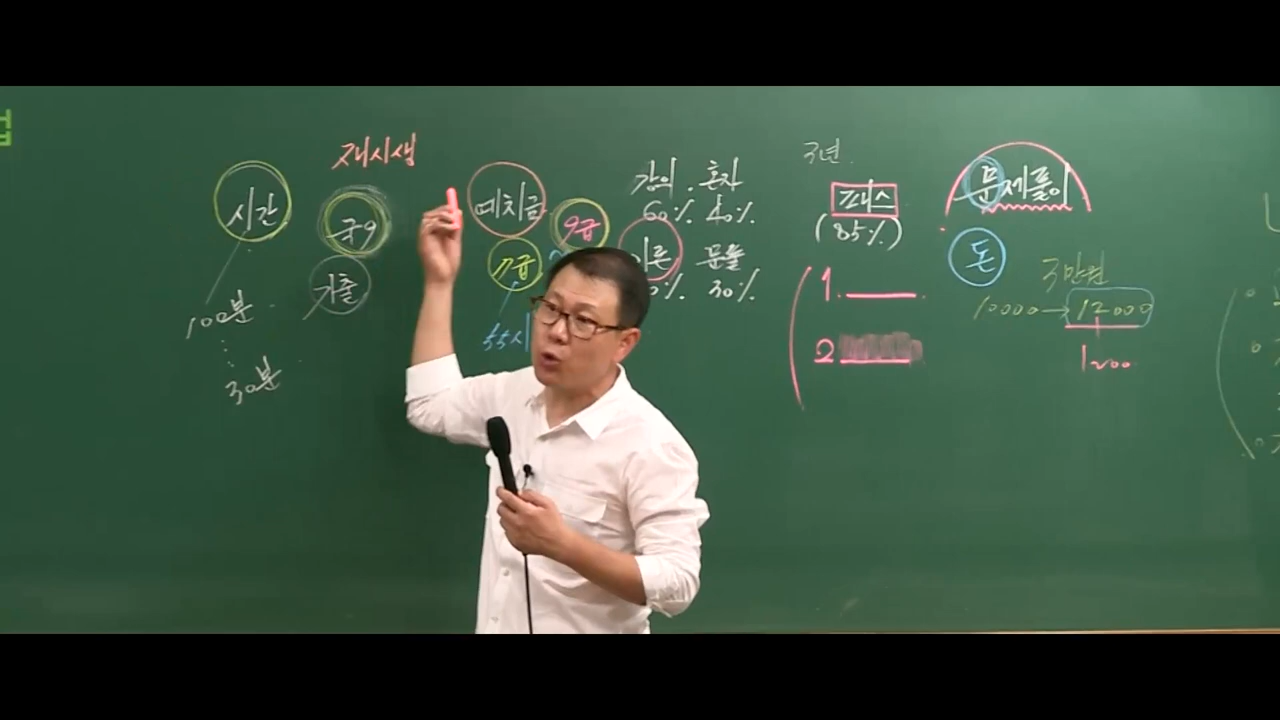 법
재시생
시간
국9
기출
100분
30분
예치금
9급
7급
55시
강의 . 혼자
60% 40%
이론 문풀
30%
3년.
프패스
(85%)
1.
2
문제풀이
돈
3만원
10000→12000
1200